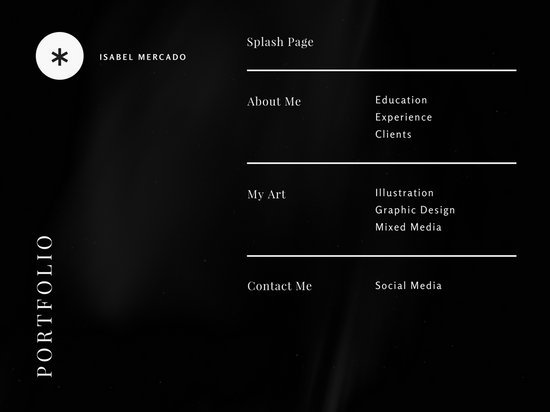 ISABEL MERCADO
PORTFOLIO
Splash Page
About Me
Education
Experience
Clients
My Art
Illustration
Graphic Design
Mixed Media
Contact Me
Social Media